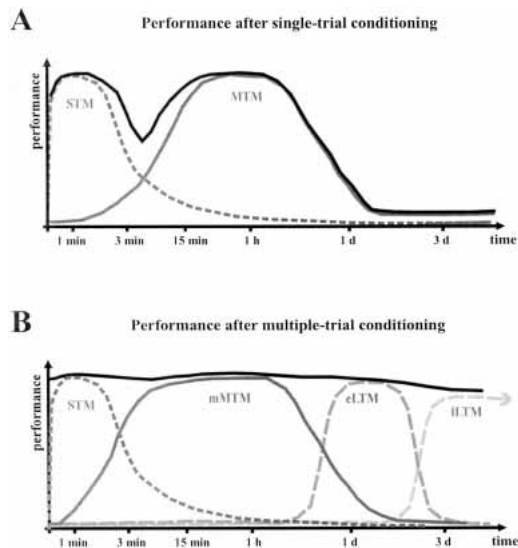 A
Performance after single-trial conditioning
performance
STM
MTM
1 min
3 min
15 min
1 h
1 d
3 d
time
B
Performance after multiple-trial conditioning
performance
STM
mMTM
eLTM
lLTM
1 min
3 min
15 min
1 h
1 d
3 d
time